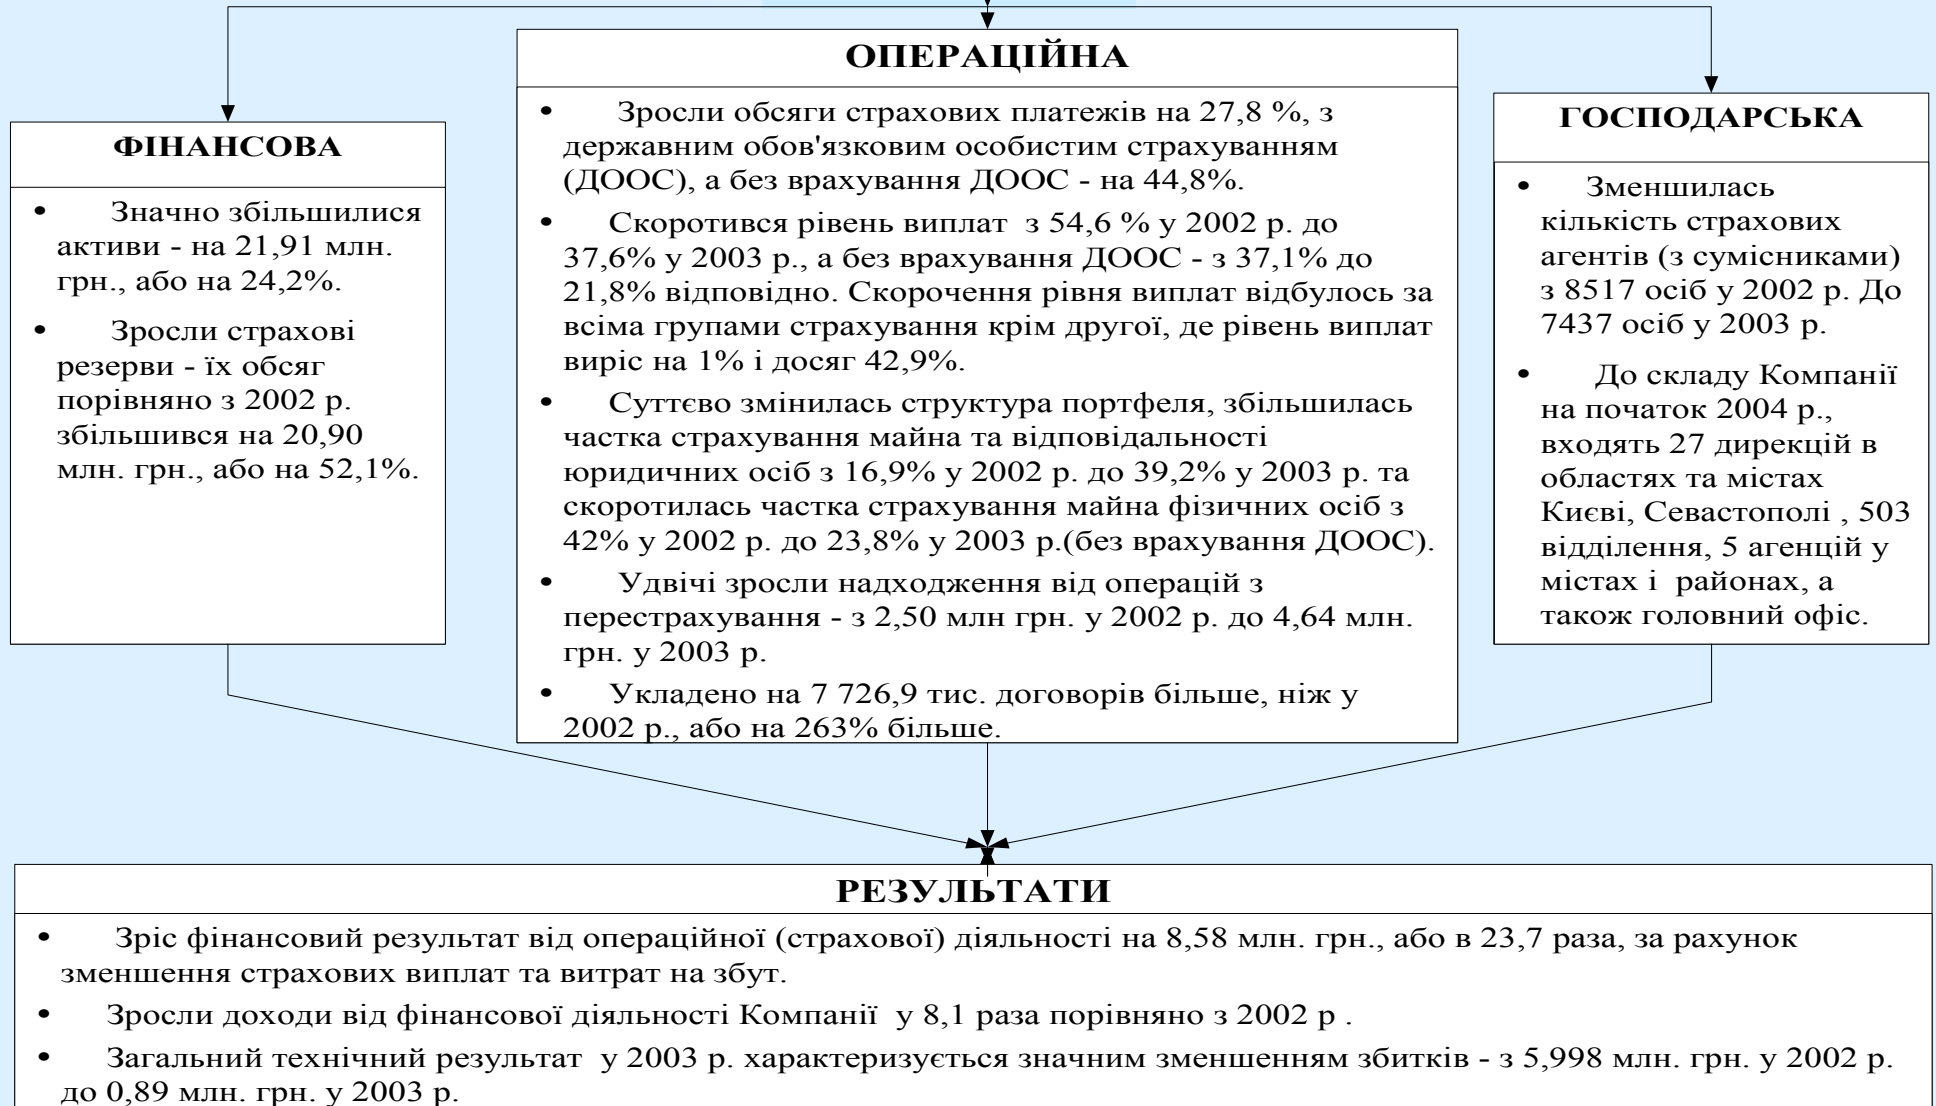 ФІНАНСОВА
• Значно збільшилися
активи - на 21,91 млн.
грн., або на 24,2%.
• Зросли страхові
резерви - їх обсяг
порівняно з 2002 р.
збільшився на 20,90
млн. грн., або на 52,1%.
ОПЕРАЦІЙНА
• Зросли обсяги страхових платежів на 27,8 %, з
державним обов'язковим особистим страхуванням
(ДООС), а без врахування ДООС - на 44,8%.
• Скоротився рівень виплат з 54,6 % у 2002 р. до
37,6% у 2003 р., а без врахування ДООС - з 37,1% до
21,8% відповідно. Скорочення рівня виплат відбулось за
всіма групами страхування крім другої, де рівень виплат
виріс на 1% і досяг 42,9%.
• Суттєво змінилась структура портфеля, збільшилась
частка страхування майна та відповідальності
юридичних осіб з 16,9% у 2002 р. до 39,2% у 2003 р. та
скоротилась частка страхування майна фізичних осіб з
42% у 2002 р. до 23,8% у 2003 р.(без врахування ДООС).
• Удвічі зросли надходження від операцій з
перестрахування - з 2,50 млн грн. у 2002 р. до 4,64 млн.
грн. у 2003 р.
• Укладено на 7 726,9 тис. договорів більше, ніж у
2002 р., або на 263% більше.
ГОСПОДАРСЬКА
• Зменшилась
кількість страхових
агентів (з сумісниками)
з 8517 осіб у 2002 р. До
7437 осіб у 2003 р.
• До складу Компанії
на початок 2004 р.,
входять 27 дирекцій в
областях та містах
Києві, Севастополі , 503
відділення, 5 агенцій у
містах і районах, а
також головний офіс.
РЕЗУЛЬТАТИ
• Зріс фінансовий результат від операційної (страхової) діяльності на 8,58 млн. грн., або в 23,7 раза, за рахунок
зменшення страхових виплат та витрат на збут.
• Зросли доходи від фінансової діяльності Компанії у 8,1 раза порівняно з 2002 р .
• Загальний технічний результат у 2003 р. характеризується значним зменшенням збитків - з 5,998 млн. грн. у 2002 р.
до 0,89 млн. грн. у 2003 р.